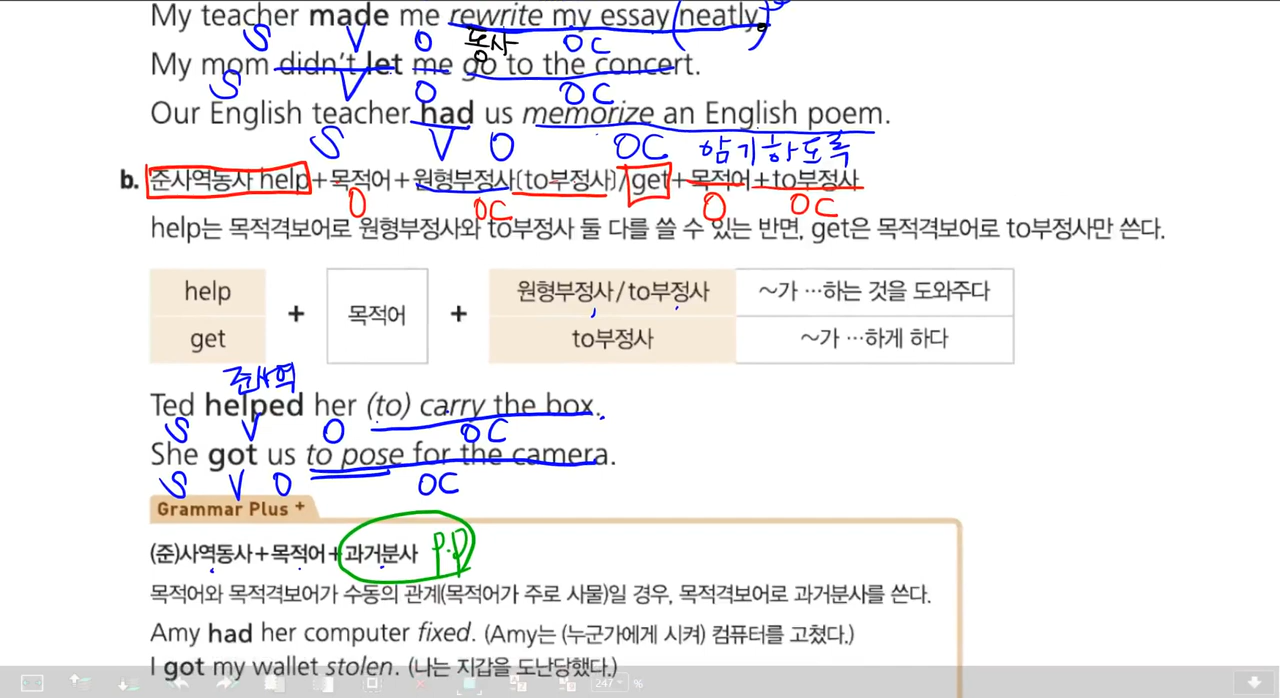 My teacher made me rewrite my essay (neatly).
S V O OC
동사
My mom didn't let me go to the concert.
S V O OC
Our English teacher had us memorize an English poem.
S V O OC 암기하도록
b. 준사역동사 help+목적어+원형부정사(to부정사)/get+목적어+to부정사
O OC O OC
help는 목적격보어로 원형부정사와 to부정사 둘 다를 쓸 수 있는 반면, get은 목적격보어로 to부정사만 쓴다.
help 원형부정사/to부정사 ~가 …하는 것을 도와주다
+ 목적어 +
get to부정사 ~가 …하게 하다
준사역
Ted helped her (to) carry the box.
S V O OC
She got us to pose for the camera.
S V O OC
Grammar Plus +
(준)사역동사+목적어+과거분사 P.P
목적어와 목적격보어가 수동의 관계(목적어가 주로 사물)일 경우, 목적격보어로 과거분사를 쓴다.
Amy had her computer fixed. (Amy는 (누군가에게 시켜) 컴퓨터를 고쳤다.)
I got my wallet stolen. (나는 지갑을 도난당했다.)
247 %